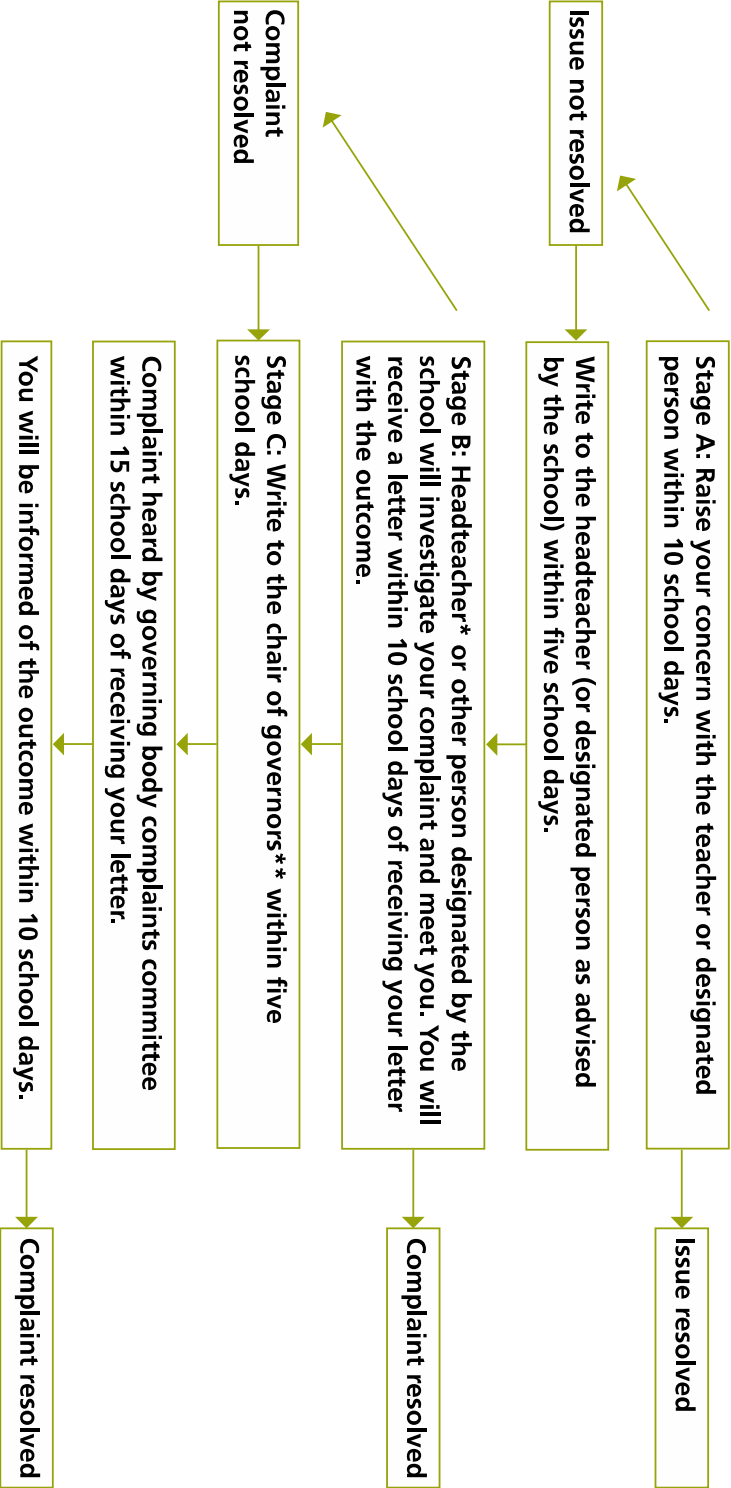 Stage A: Raise your concern with the teacher or designated
person within 10 school days.
Issue resolved
Issue not resolved
Write to the headteacher (or designated person as advised
by the school) within five school days.
Stage B: Headteacher* or other person designated by the
school will investigate your complaint and meet you. You will
receive a letter within 10 school days of receiving your letter
with the outcome.
Complaint resolved
Complaint
not resolved
Stage C: Write to the chair of governors** within five
school days.
Complaint heard by governing body complaints committee
within 15 school days of receiving your letter.
You will be informed of the outcome within 10 school days.
Complaint resolved